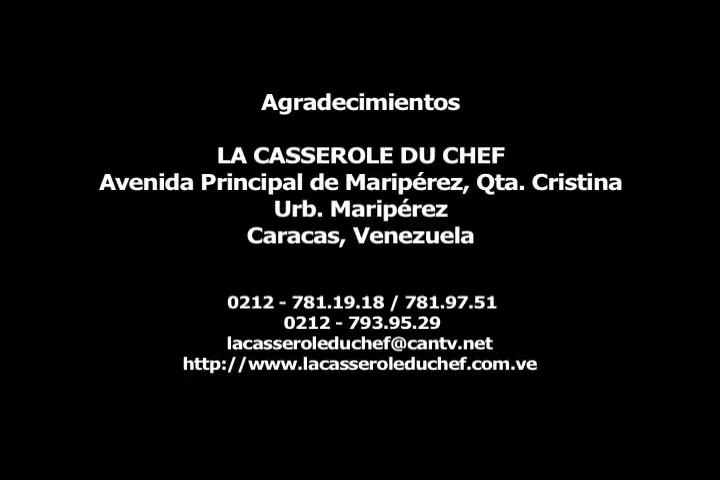 Agradecimientos
LA CASSEROLE DU CHEF
Avenida Principal de Maripérez, Qta. Cristina
Urb. Maripérez
Caracas, Venezuela
0212 - 781.19.18 / 781.97.51
0212 - 793.95.29
lacasseroleduchef@cantv.net
http://www.lacasseroleduchef.com.ve